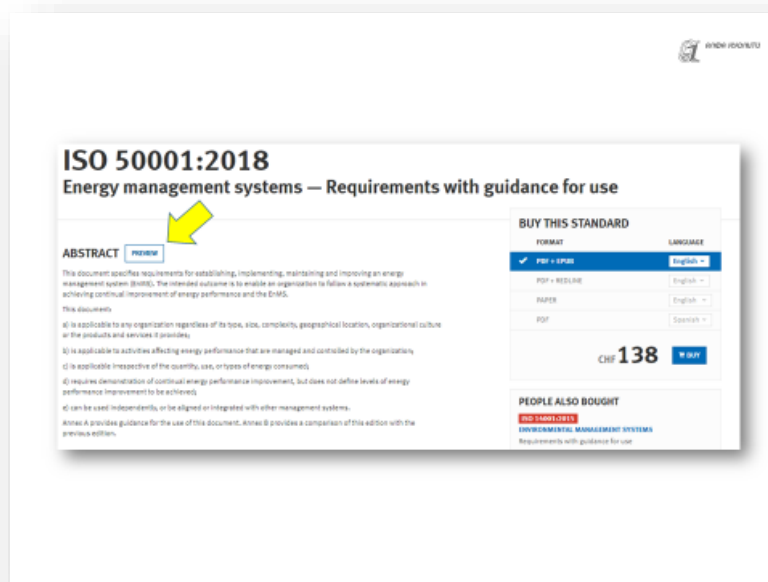 ISO 50001:2018
Energy management systems — Requirements with guidance for use
ABSTRACT PREVIEW
This document specifies requirements for establishing, implementing, maintaining and improving an energy
management system (EnMS). The intended outcome is to enable an organization to follow a systematic approach in
achieving continual improvement of energy performance and the EnMS.
This document:
a) is applicable to any organization regardless of its type, size, complexity, geographical location, organizational culture
or the products and services it provides;
b) is applicable to activities affecting energy performance that are managed and controlled by the organization;
c) is applicable irrespective of the quantity, use, or types of energy consumed;
d) requires demonstration of continual energy performance improvement, but does not define levels of energy
performance improvement to be achieved;
e) can be used independently, or be aligned or integrated with other management systems.
Annex A provides guidance for the use of this document. Annex B provides a comparison of this edition with the
previous edition.
BUY THIS STANDARD
FORMAT LANGUAGE
PDF + EPUB English
PDF + REDLINE English
PAPER English
PDF Spanish
CHF 138 BUY
PEOPLE ALSO BOUGHT
ISO 14001:2015
ENVIRONMENTAL MANAGEMENT SYSTEMS
Requirements with guidance for use